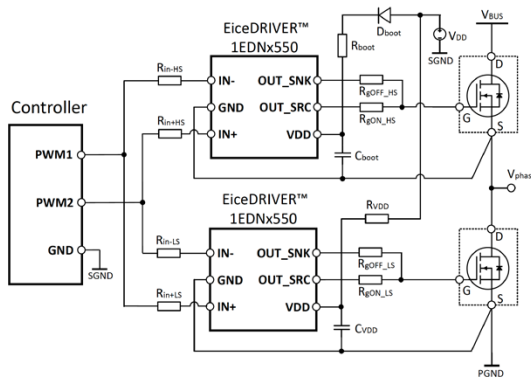 EiceDRIVER™
1EDNx550
Dboot
Rboot
VDD
SGND
VBUS
Rin-HS
IN-
OUT_SNK
RgOFF_HS
D
GND
OUT_SRC
RgON_HS
G
S
Rin+HS
IN+
VDD
Cboot
Controller
PWM1
PWM2
GND
SGND
Vphas
EiceDRIVER™
1EDNx550
RVDD
D
Rin-LS
IN-
OUT_SNK
RgOFF_LS
GND
OUT_SRC
RgON_LS
G
S
Rin+LS
IN+
VDD
CVDD
PGND